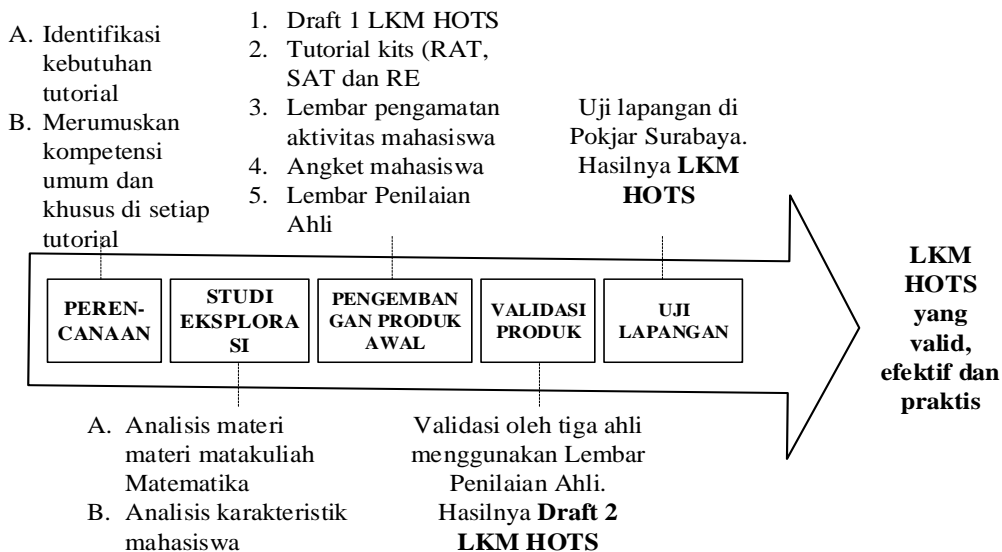 A. Identifikasi
kebutuhan
tutorial
B. Merumuskan
kompetensi
umum dan
khusus di setiap
tutorial
1. Draft 1 LKM HOTS
2. Tutorial kits (RAT,
SAT dan RE
3. Lembar pengamatan
aktivitas mahasiswa
4. Angket mahasiswa
5. Lembar Penilaian
Ahli
Uji lapangan di
Pokjar Surabaya.
Hasilnya LKM
HOTS
PEREN-
CANAAN
STUDI
EKSPLORA
SI
PENGEMBAN
GAN PRODUK
AWAL
VALIDASI
PRODUK
UJI
LAPANGAN
LKM
HOTS
yang
valid,
efektif dan
praktis
A. Analisis materi
materi matakuliah
Matematika
B. Analisis karakteristik
mahasiswa
Validasi oleh tiga ahli
menggunakan Lembar
Penilaian Ahli.
Hasilnya Draft 2
LKM HOTS